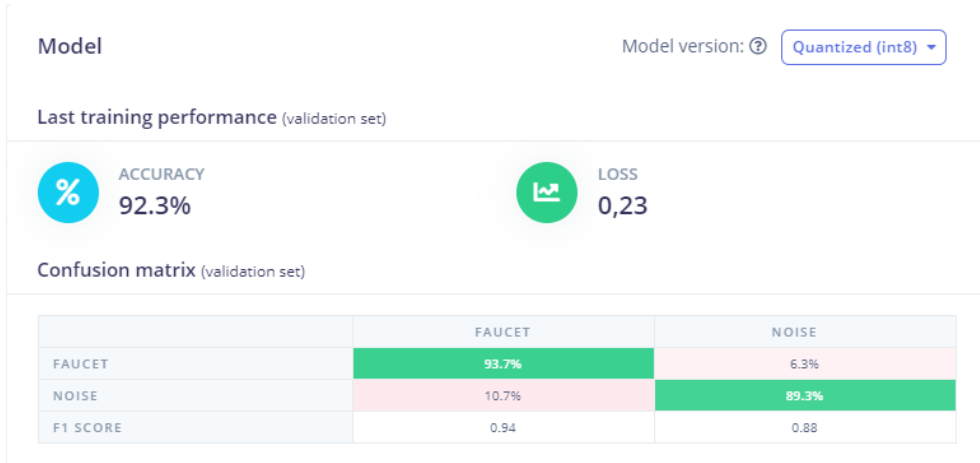 Model
Model version: Quantized (int8)
Last training performance (validation set)
% ACCURACY
92.3%
LOSS
0,23
Confusion matrix (validation set)
FAUCET NOISE
FAUCET 93.7% 6.3%
NOISE 10.7% 89.3%
F1 SCORE 0.94 0.88